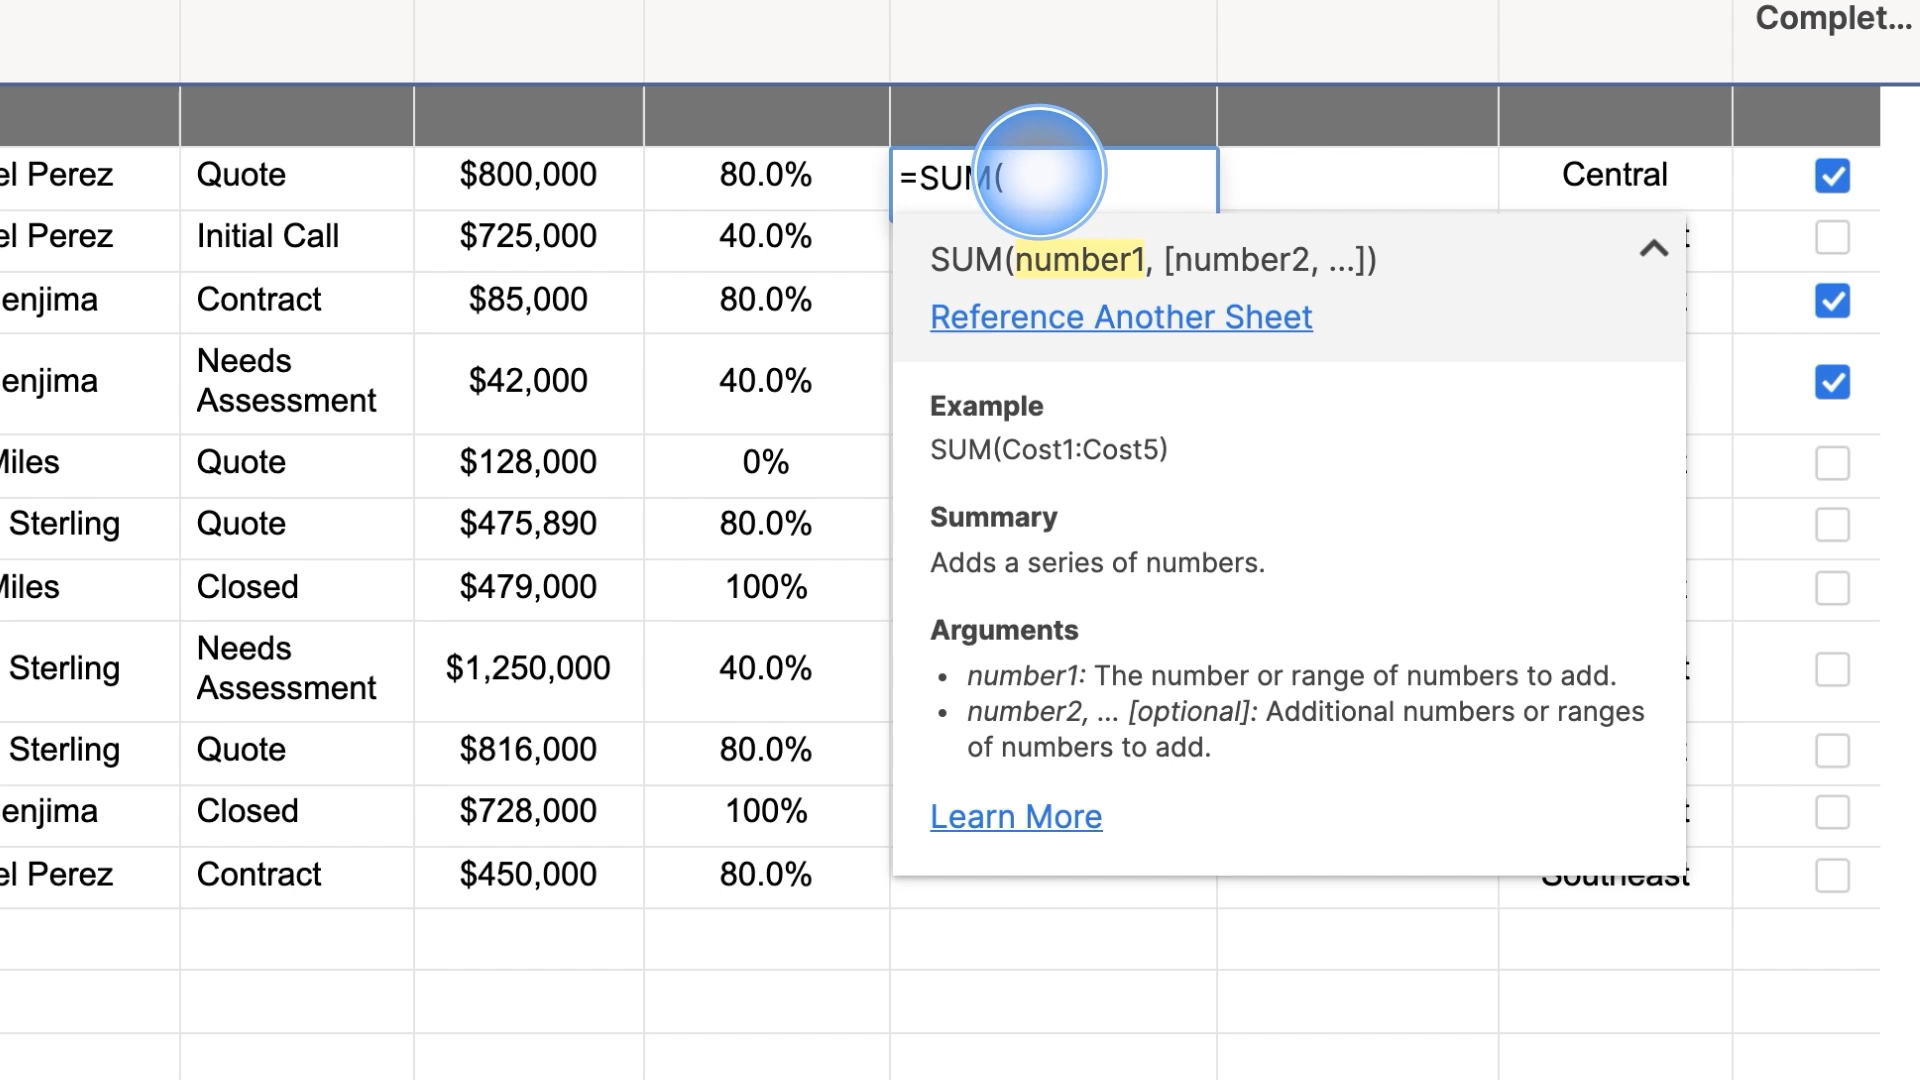 Complet...
el Perez Quote $800,000 80.0% =SUM( Central
el Perez Initial Call $725,000 40.0%
enjima Contract $85,000 80.0%
enjima Needs Assessment $42,000 40.0%
Miles Quote $128,000 0%
Sterling Quote $475,890 80.0%
Miles Closed $479,000 100%
Sterling Needs Assessment $1,250,000 40.0%
Sterling Quote $816,000 80.0%
enjima Closed $728,000 100%
el Perez Contract $450,000 80.0% Southeast
SUM(number1, [number2, ...])
Reference Another Sheet
Example
SUM(Cost1:Cost5)
Summary
Adds a series of numbers.
Arguments
• number1: The number or range of numbers to add.
• number2, ... [optional]: Additional numbers or ranges
of numbers to add.
Learn More